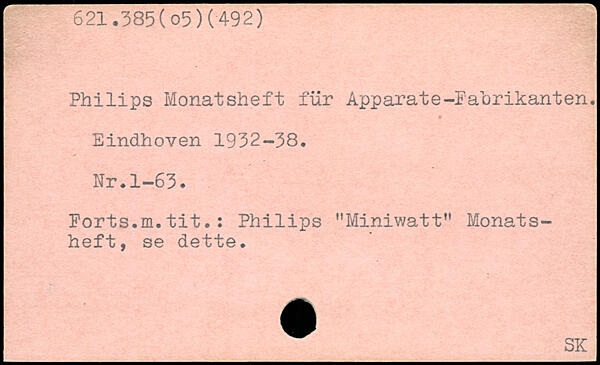 621.385(o5)(492)
Philips Monatsheft für Apparate-Fabrikanten.
Eindhoven 1932-38.
Nr.1-63.
Forts.m.tit.: Philips "Miniwatt" Monats-
heft, se dette.
SK